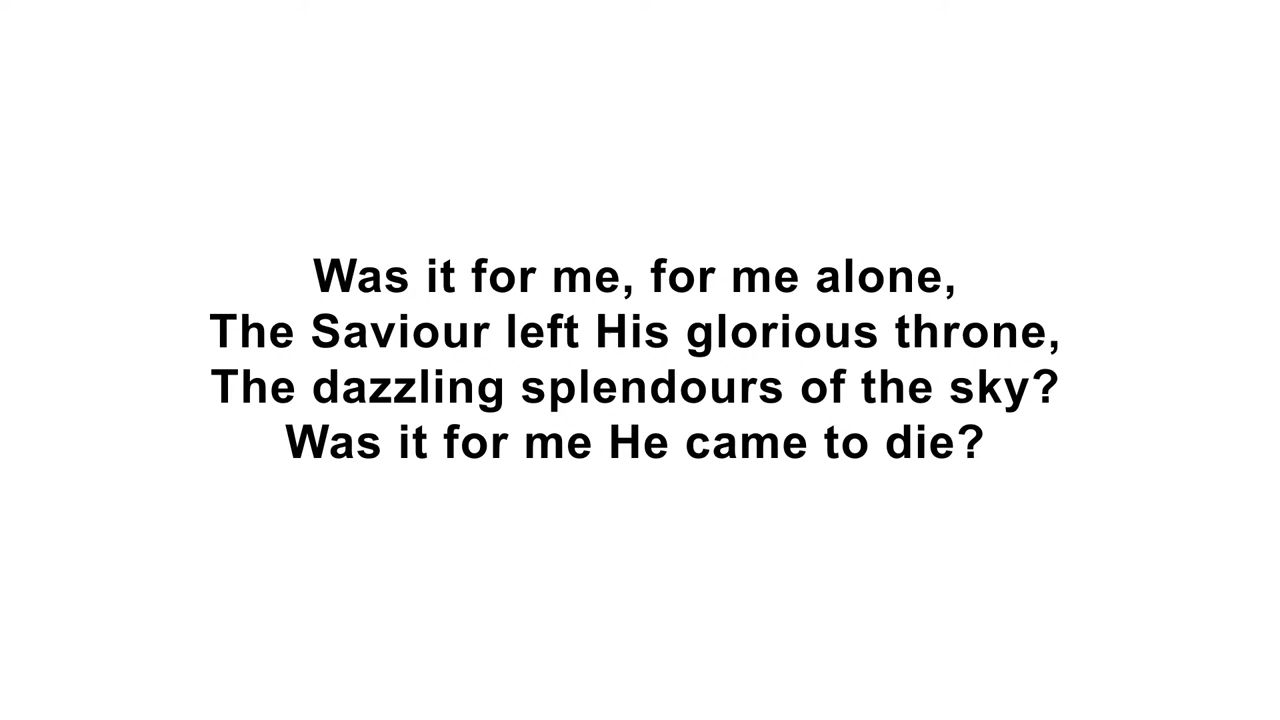 Was it for me, for me alone,
The Saviour left His glorious throne,
The dazzling splendours of the sky?
Was it for me He came to die?